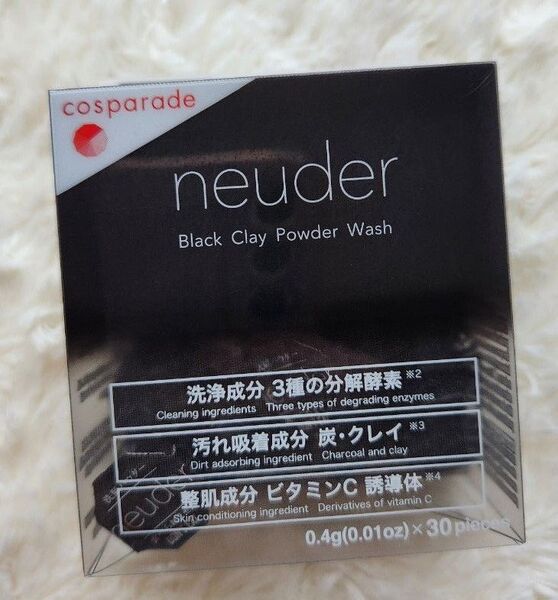 cosparade
neuder
Black Clay Powder Wash
洗浄成分 3種の分解酵素※2
Cleaning ingredients Three types of degrading enzymes
汚れ吸着成分 炭・クレイ※3
Dirt adsorbing ingredient Charcoal and clay
整肌成分 ビタミンC 誘導体※4
Skin conditioning ingredient Derivatives of vitamin C
neuder
0.4g(0.01oz)×30 pieces